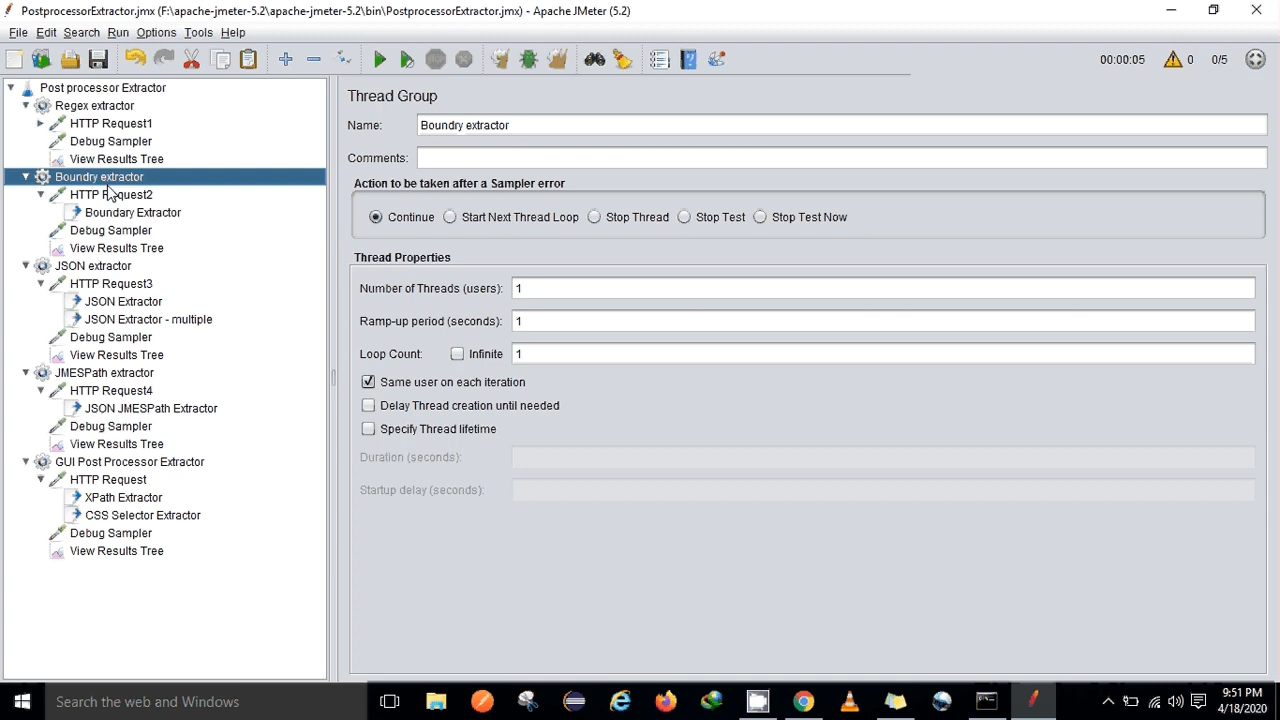 PostprocessorExtractor.jmx (F:\apache-jmeter-5.2\apache-jmeter-5.2\bin\PostprocessorExtractor.jmx) - Apache JMeter (5.2)
File Edit Search Run Options Tools Help
00:00:05 0 0/5
Post processor Extractor
Regex extractor
HTTP Request1
Debug Sampler
View Results Tree
Boundry extractor
HTTP Request2
Boundary Extractor
Debug Sampler
View Results Tree
JSON extractor
HTTP Request3
JSON Extractor
JSON Extractor - multiple
Debug Sampler
View Results Tree
JMESPath extractor
HTTP Request4
JSON JMESPath Extractor
Debug Sampler
View Results Tree
GUI Post Processor Extractor
HTTP Request
XPath Extractor
CSS Selector Extractor
Debug Sampler
View Results Tree
Thread Group
Name: Boundry extractor
Comments:
Action to be taken after a Sampler error
Continue Start Next Thread Loop Stop Thread Stop Test Stop Test Now
Thread Properties
Number of Threads (users): 1
Ramp-up period (seconds): 1
Loop Count: Infinite 1
Same user on each iteration
Delay Thread creation until needed
Specify Thread lifetime
Duration (seconds):
Startup delay (seconds):
Search the web and Windows
9:51 PM
4/18/2020